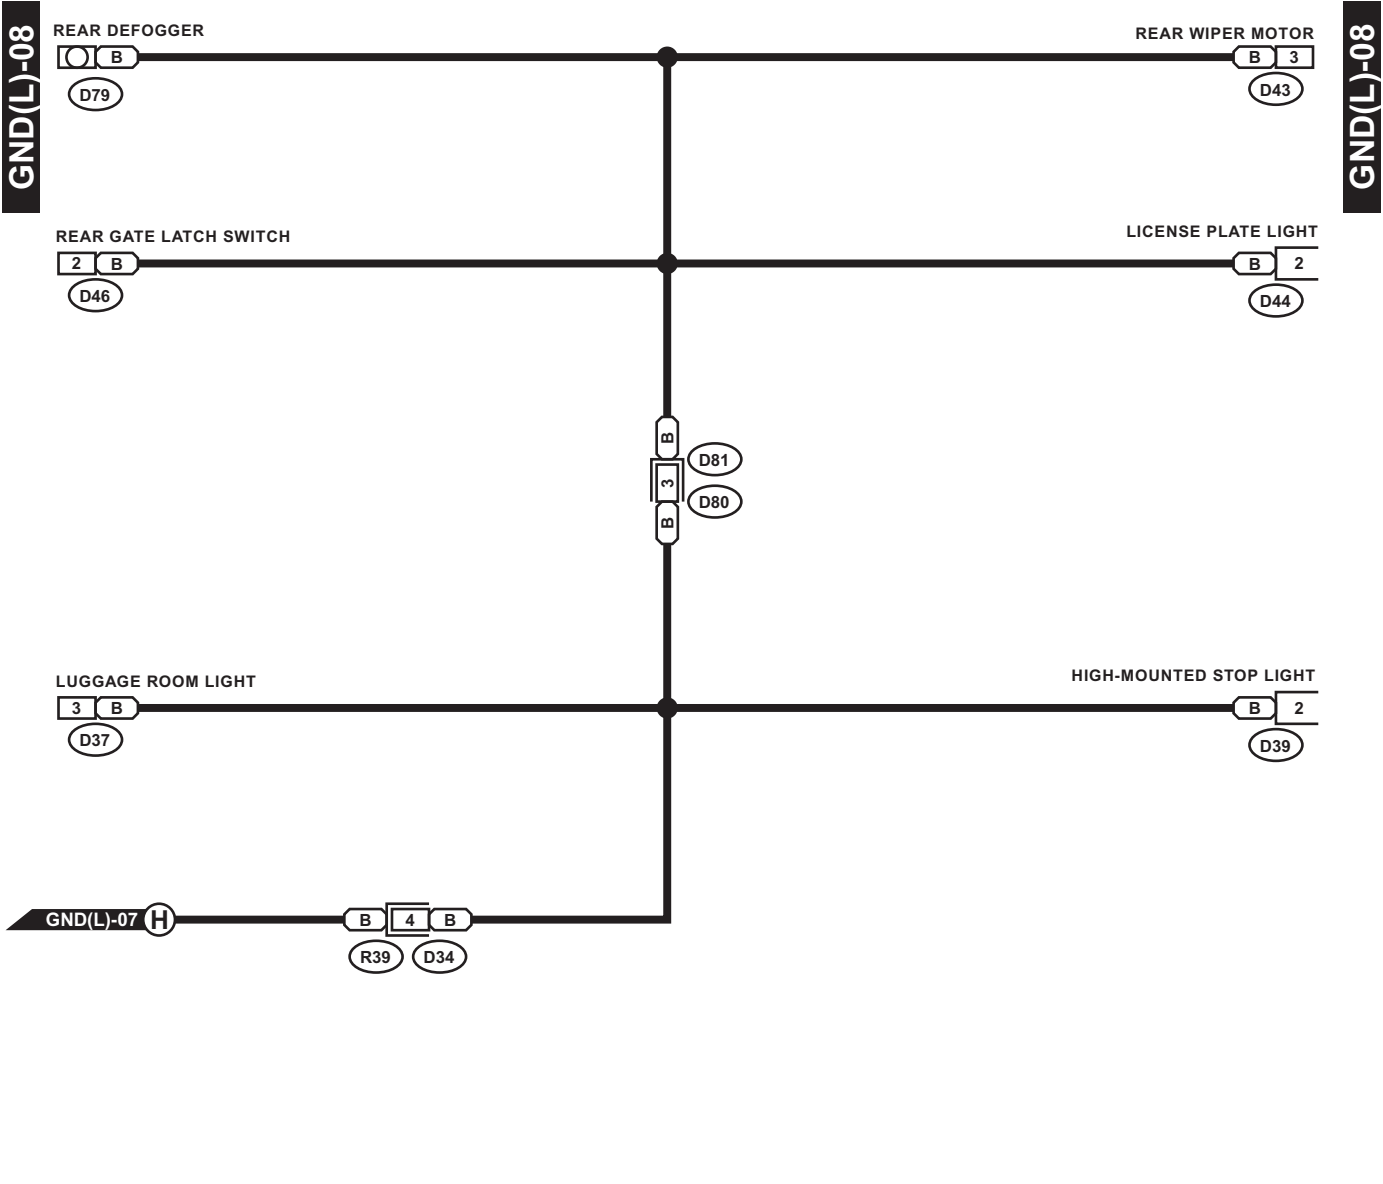 GND(L)-08
GND(L)-08
REAR DEFOGGER
B
D79
REAR WIPER MOTOR
B 3
D43
REAR GATE LATCH SWITCH
2 B
D46
LICENSE PLATE LIGHT
B 2
D44
B
D81
3
D80
B
LUGGAGE ROOM LIGHT
3 B
D37
HIGH-MOUNTED STOP LIGHT
B 2
D39
GND(L)-07 H
B 4 B
R39 D34